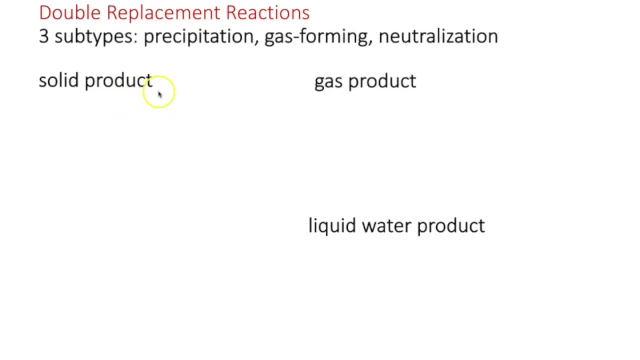 Double Replacement Reactions
3 subtypes: precipitation, gas-forming, neutralization
solid product
gas product
liquid water product